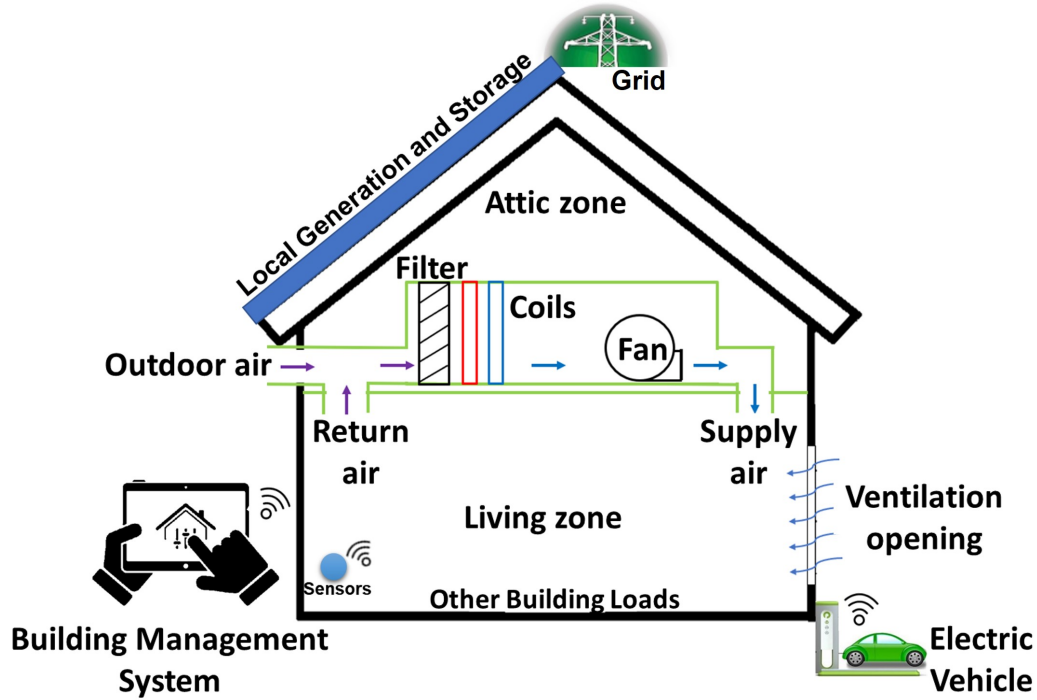 Grid
Local Generation and Storage
Attic zone
Filter
Coils
Fan
Outdoor air
Return
air
Supply
air
Living zone
Ventilation
opening
Sensors
Other Building Loads
Building Management
System
Electric
Vehicle